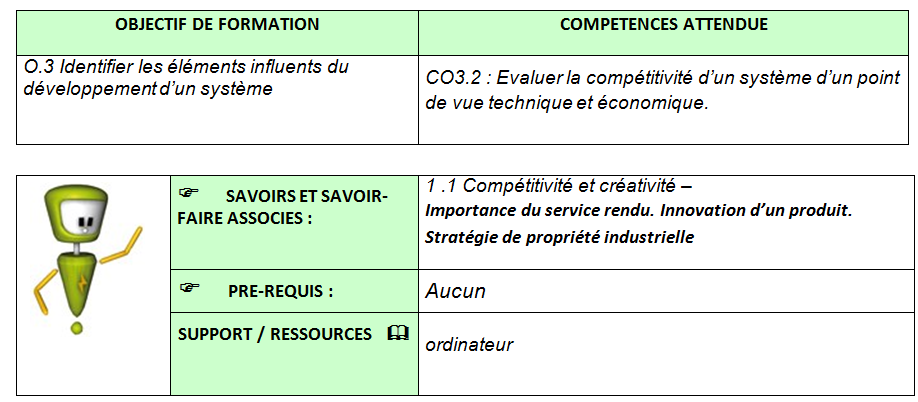 OBJECTIF DE FORMATION
COMPETENCES ATTENDUE
O.3 Identifier les éléments influents du
développement d'un système
CO3.2 : Evaluer la compétitivité d'un système d'un point
de vue technique et économique.
SAVOIRS ET SAVOIR-
FAIRE ASSOCIES :
1 .1 Compétitivité et créativité –
Importance du service rendu. Innovation d'un produit.
Stratégie de propriété industrielle
PRE-REQUIS :
Aucun
SUPPORT / RESSOURCES
ordinateur